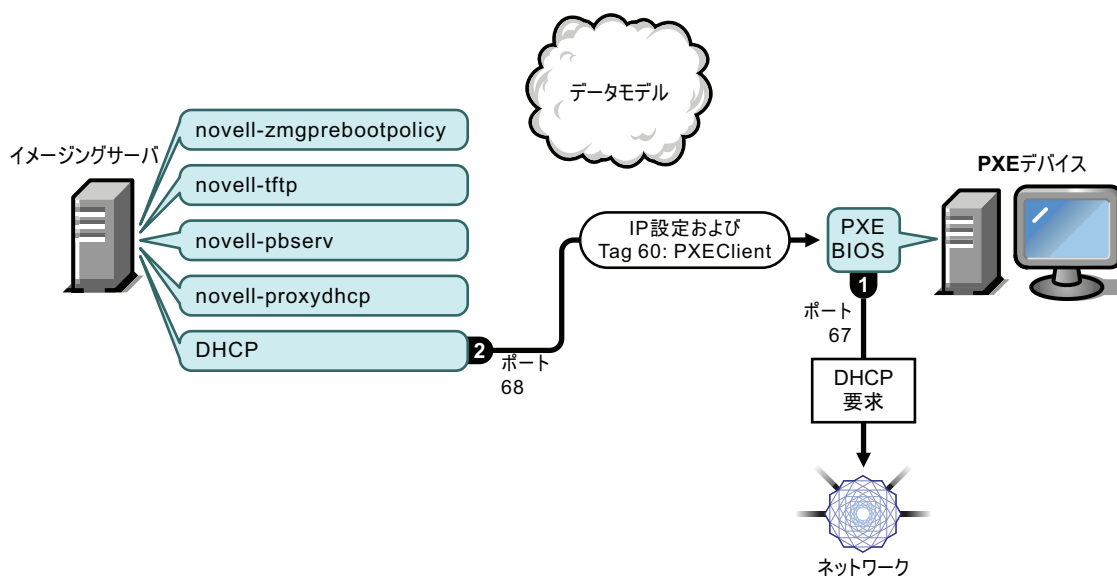 データモデル
イメージングサーバ
novell-zmgprebootpolicy
novell-tftp
novell-pbserv
novell-proxydhcp
DHCP
2
ポート
68
IP設定および
Tag 60: PXEClient
PXE
BIOS
1
PXEデバイス
ポート
67
DHCP
要求
ネットワーク